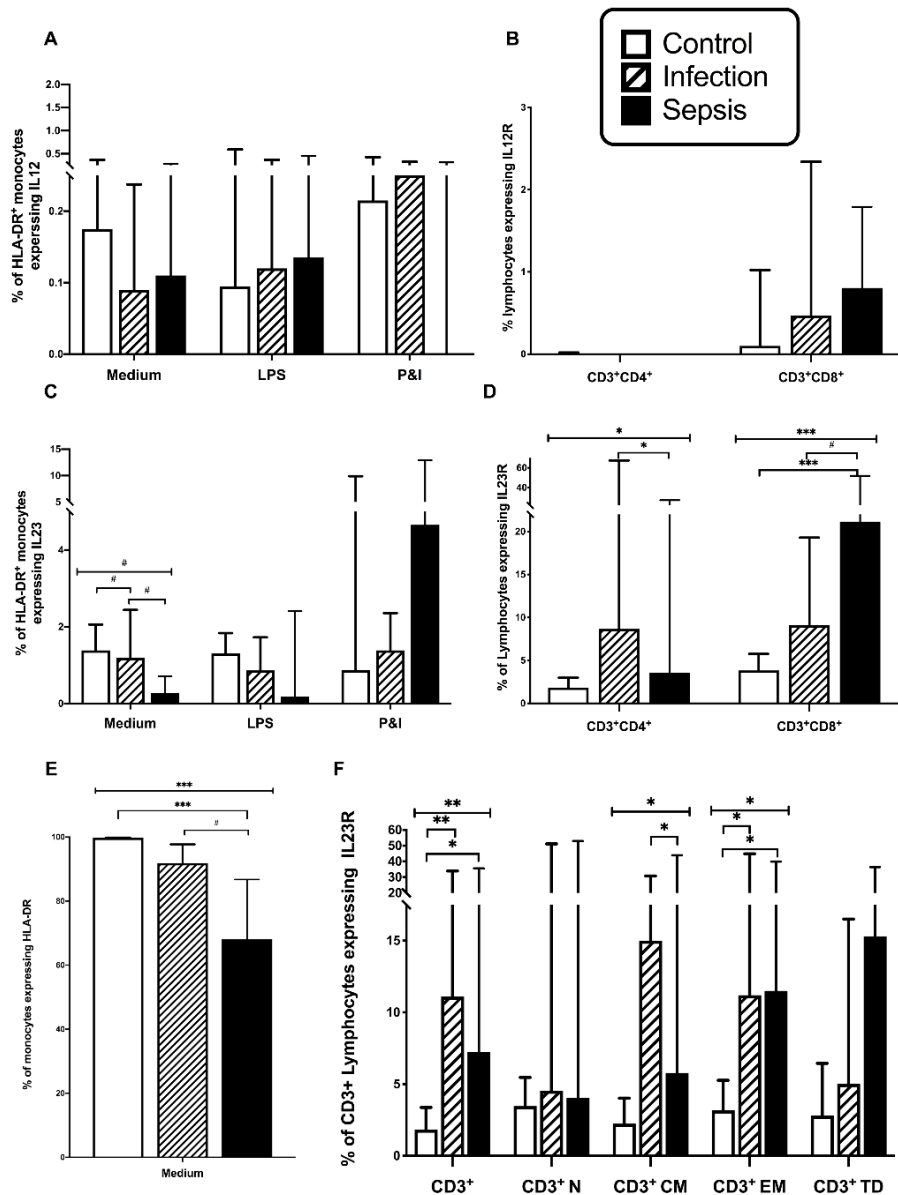 A
B
Control
Infection
Sepsis
% of HLA-DR+ monocytes
experssing IL12
2.0
1.5
1.0
0.5
0.2
0.1
0.0
Medium LPS P&I
% lymphocytes expressing IL12R
3
2
1
0
CD3+CD4+ CD3+CD8+
C
D
% of HLA-DR+ monocytes
expressing IL23
15
10
5
4
2
0
#
#
#
Medium LPS P&I
% of Lymphocytes expressing IL23R
60
40
20
10
5
0
*
*
***
#
***
CD3+CD4+ CD3+CD8+
E
F
% of monocytes expressing HLA-DR
100
80
60
40
20
0
***
***
#
Medium
% of CD3+ Lymphocytes expressing IL23R
60
50
40
30
20
15
10
5
0
**
**
*
*
*
*
*
*
CD3+ CD3+ N CD3+ CM CD3+ EM CD3+ TD